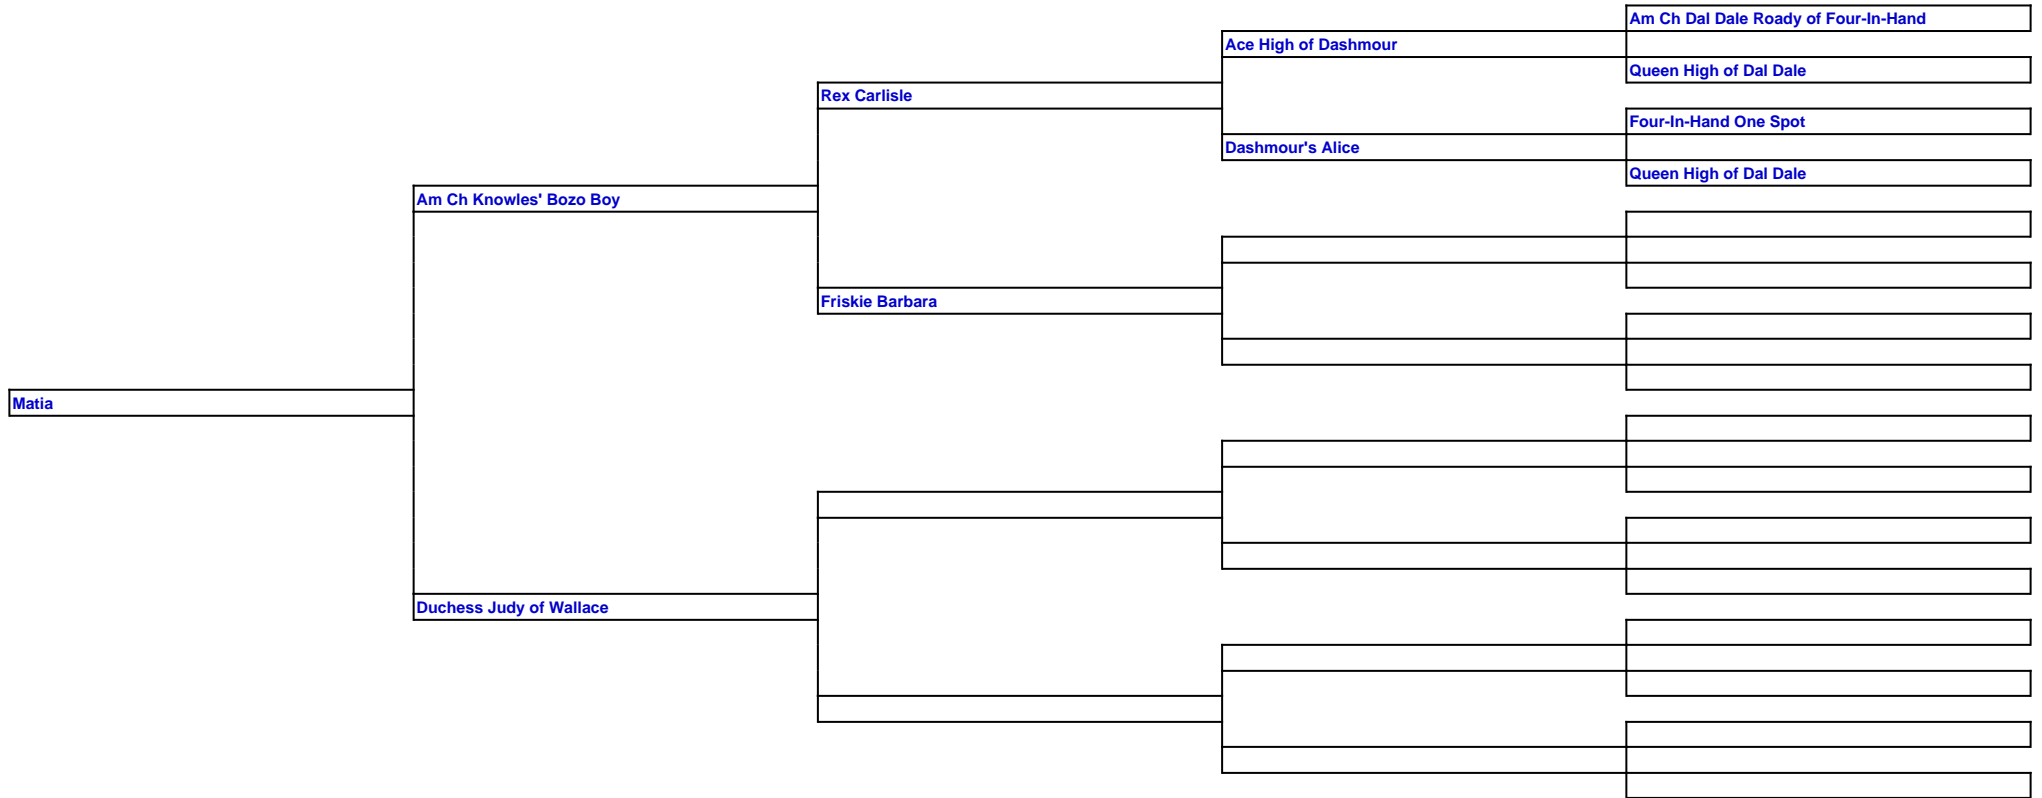 Am Ch Dal Dale Roady of Four-In-Hand
Ace High of Dashmour
Queen High of Dal Dale
Rex Carlisle
Four-In-Hand One Spot
Dashmour's Alice
Queen High of Dal Dale
Am Ch Knowles' Bozo Boy
Friskie Barbara
Matia
Duchess Judy of Wallace